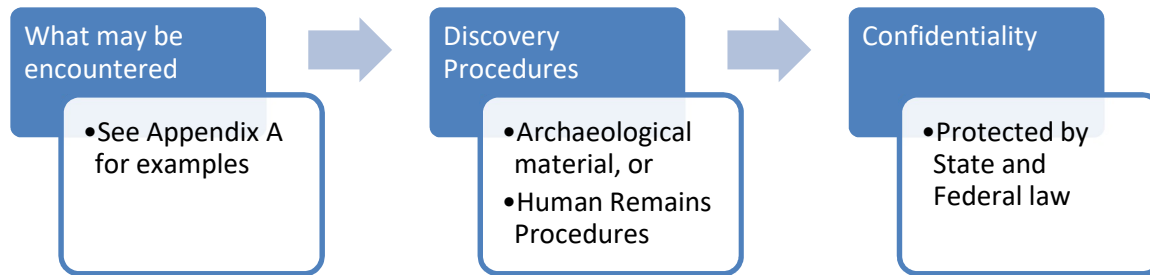 What may be
encountered
•See Appendix A
for examples
Discovery
Procedures
•Archaeological
material, or
•Human Remains
Procedures
Confidentiality
•Protected by
State and
Federal law